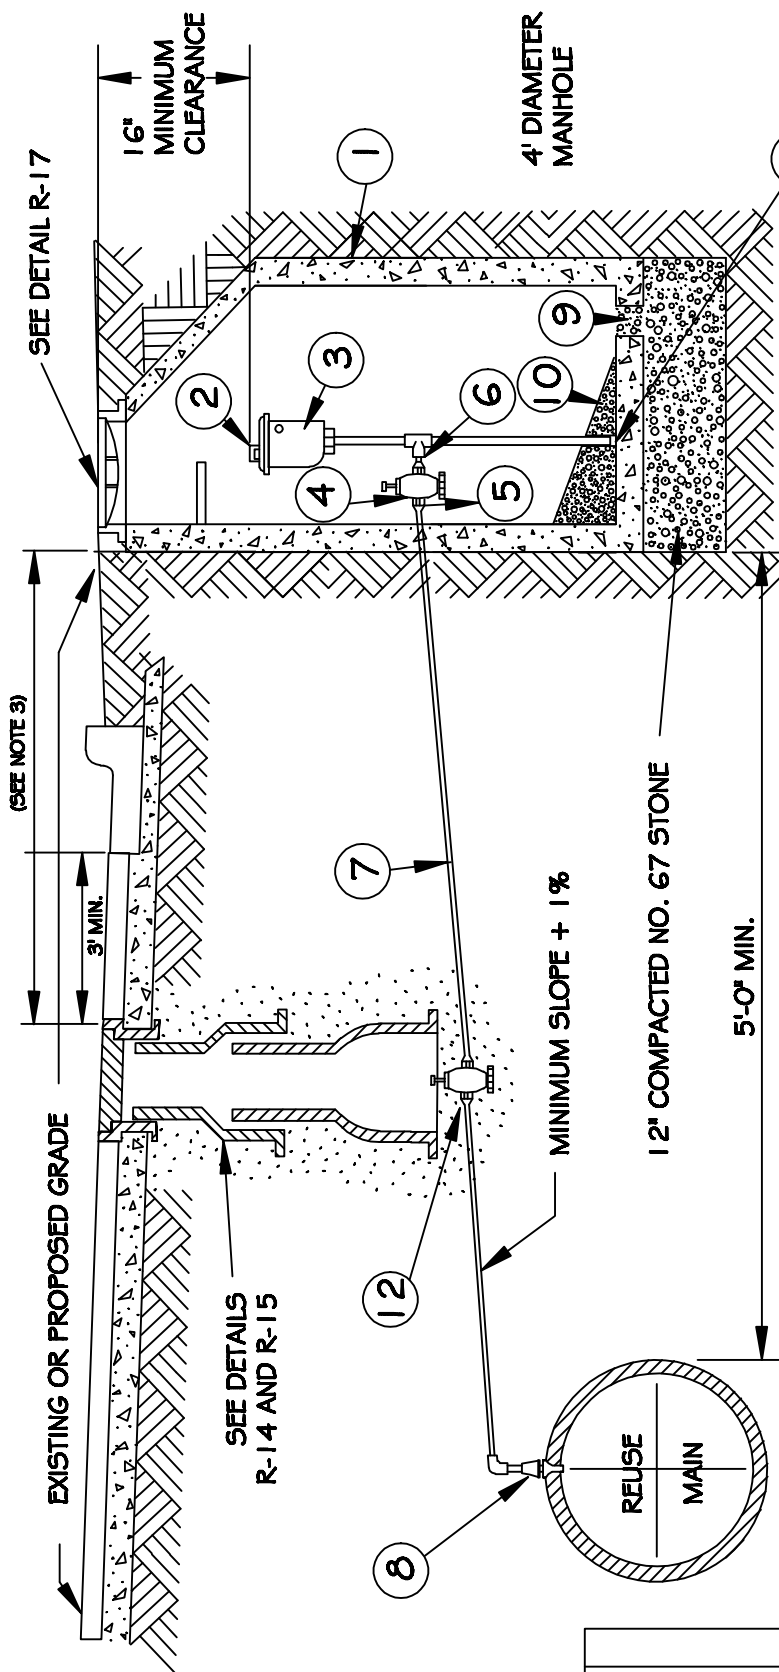 EXISTING OR PROPOSED GRADE
(SEE NOTE 3)
3' MIN.
SEE DETAIL R-17
16"
MINIMUM
CLEARANCE
SEE DETAILS
R-14 AND R-15
12
7
4
5
2
3
6
10
9
1
4' DIAMETER
MANHOLE
8
REUSE
MAIN
MINIMUM SLOPE + 1%
12" COMPACTED NO. 67 STONE
5'-0" MIN.